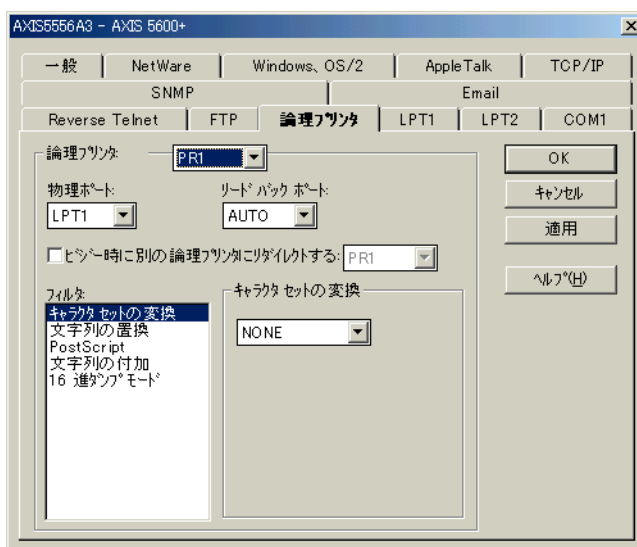 AXIS5556A3 - AXIS 5600+
一般 NetWare Windows、OS/2 AppleTalk TCP/IP
SNMP Email
Reverse Telnet FTP 論理プリンタ LPT1 LPT2 COM1
論理プリンタ: PR1
OK
物理ポート: リードバック ポート:
キャンセル
LPT1 AUTO
適用
ビジー時に別の論理プリンタにリダイレクトする: PR1
ヘルプ(H)
フィルタ: キャラクタ セットの変換
キャラクタ セットの変換
文字列の置換 NONE
PostScript
文字列の付加
16 進ダンプ モード